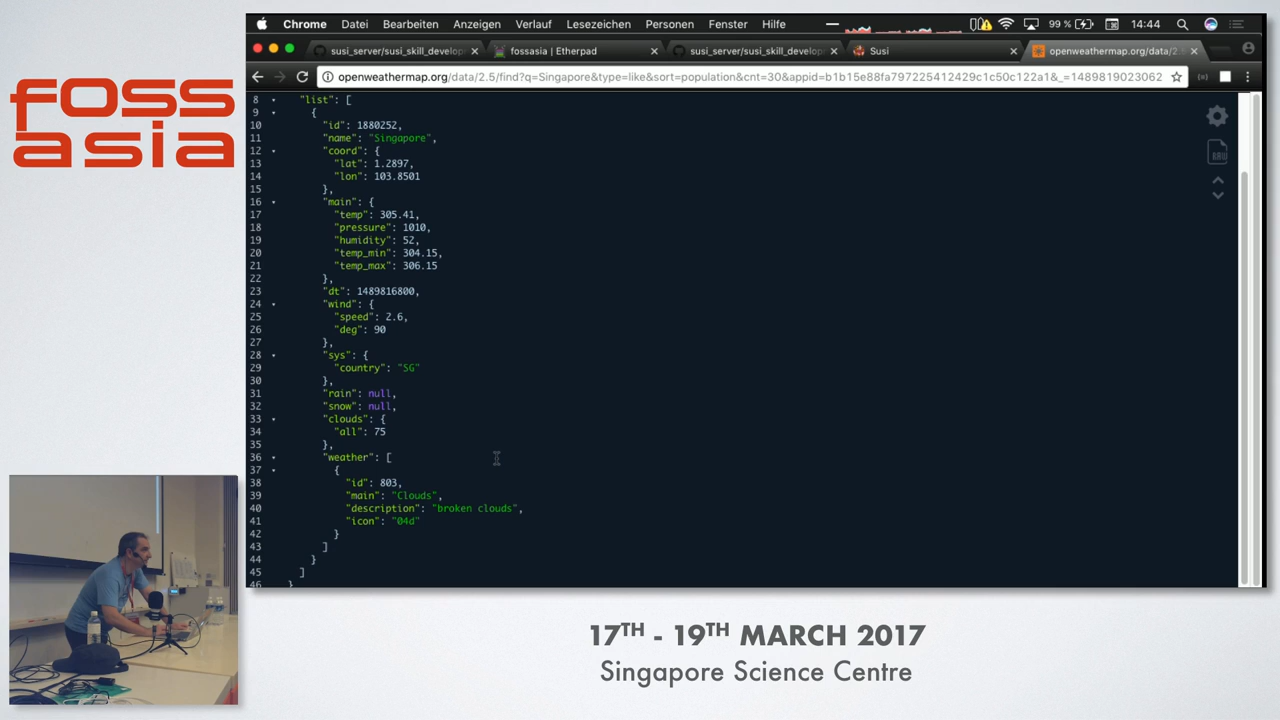 foss
asia
Chrome Datei Bearbeiten Anzeigen Verlauf Lesezeichen Personen Fenster Hilfe 99 % 14:44
susi_server/susi_skill_develop fossasia | Etherpad susi_server/susi_skill_develop Susi openweathermap.org/data/2.5
openweathermap.org/data/2.5/find?q=Singapore&type=like&sort=population&cnt=30&appid=b1b15e88fa797225412429c1c50c122a1&_=1489819023062
8 "list": [
9 {
10 "id": 1880252,
11 "name": "Singapore",
12 "coord": {
13 "lat": 1.2897,
14 "lon": 103.8501
15 },
16 "main": {
17 "temp": 305.41,
18 "pressure": 1010,
19 "humidity": 52,
20 "temp_min": 304.15,
21 "temp_max": 306.15
22 },
23 "dt": 1489816800,
24 "wind": {
25 "speed": 2.6,
26 "deg": 90
27 },
28 "sys": {
29 "country": "SG"
30 },
31 "rain": null,
32 "snow": null,
33 "clouds": {
34 "all": 75
35 },
36 "weather": [
37 {
38 "id": 803,
39 "main": "Clouds",
40 "description": "broken clouds",
41 "icon": "04d"
42 }
43 ]
44 }
45 ]
46 }
RAW
17TH - 19TH MARCH 2017
Singapore Science Centre